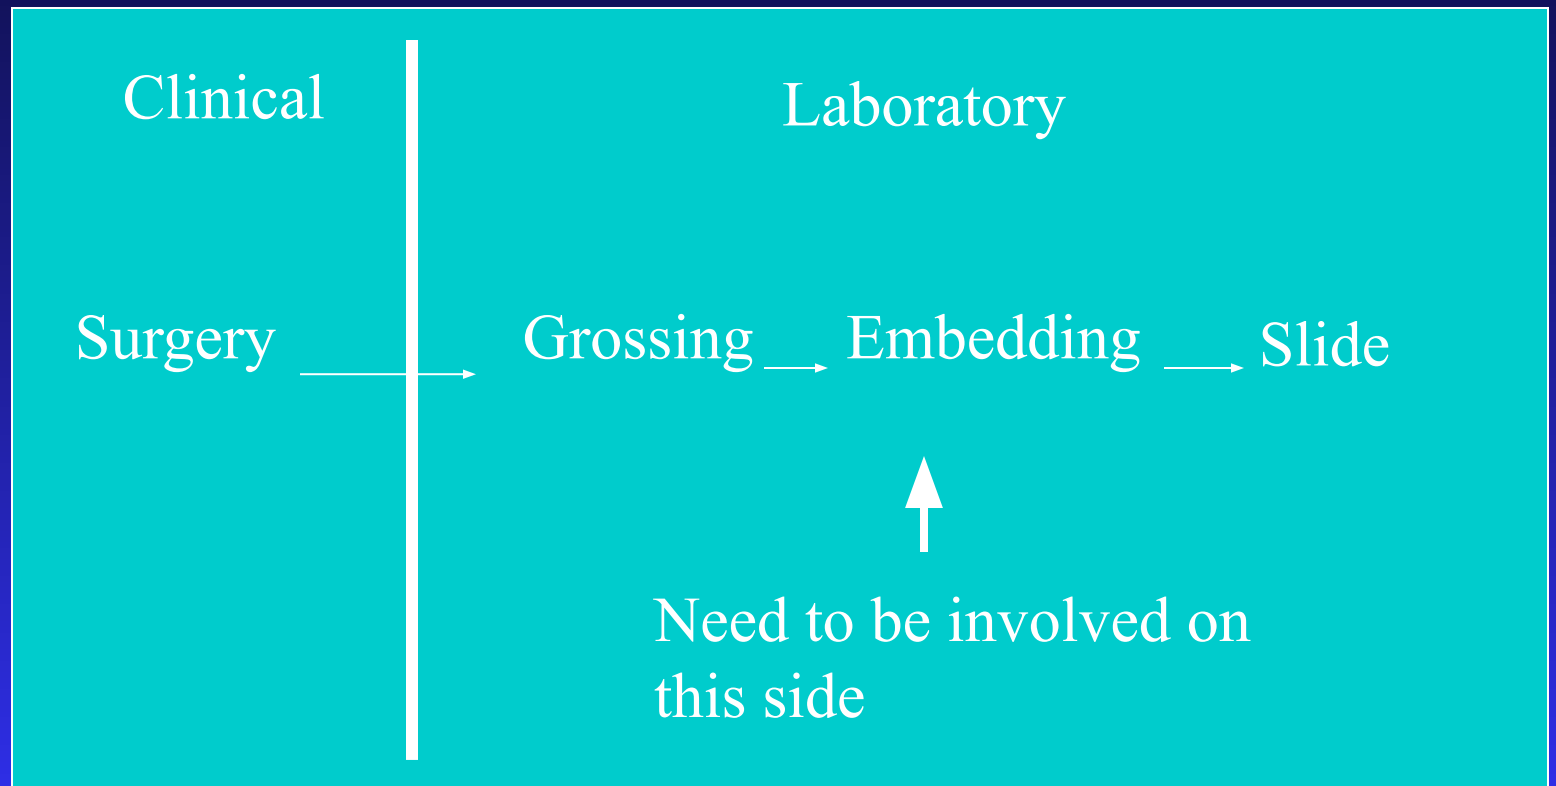 Clinical
Laboratory
Surgery
Grossing
Embedding
Slide
Need to be involved on
this side